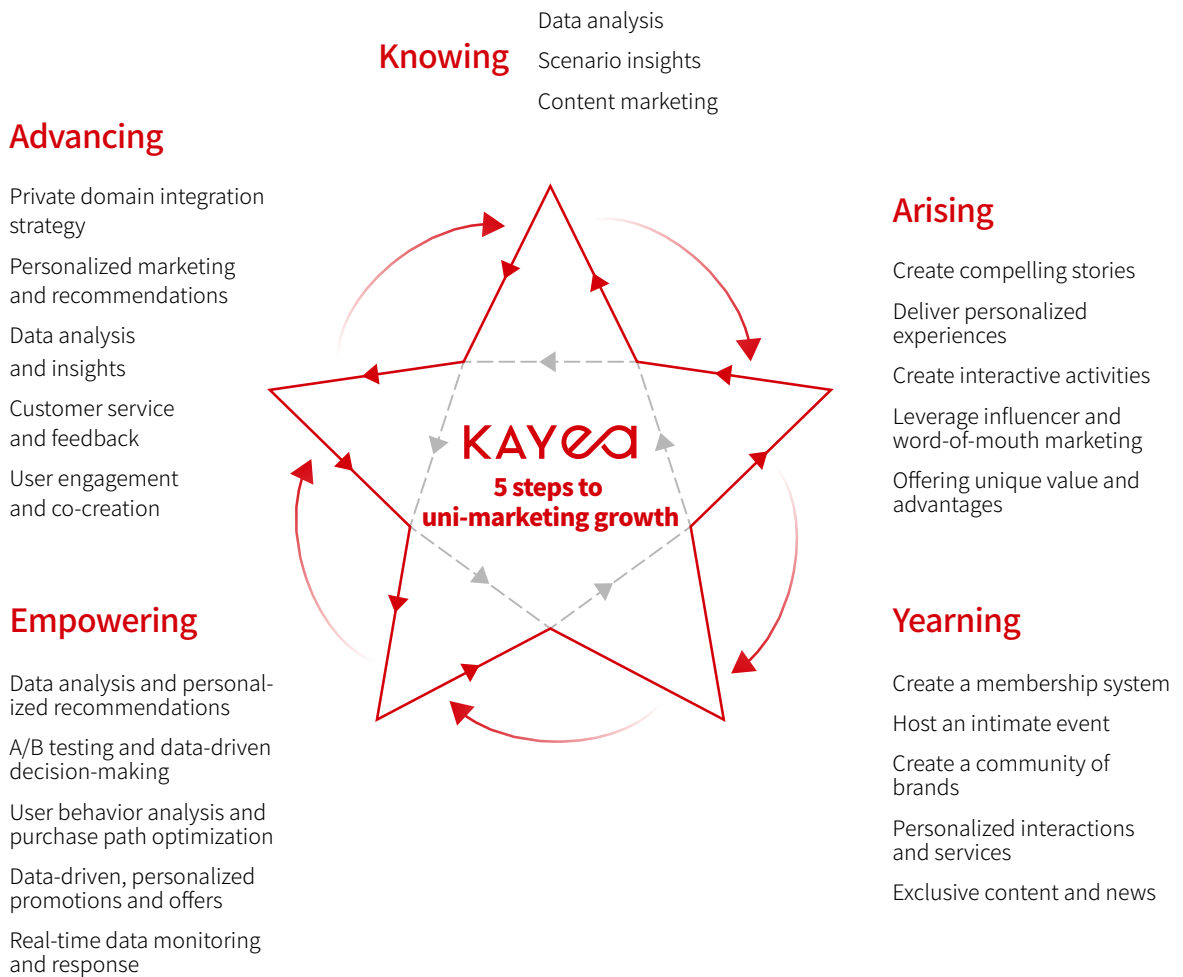 Knowing
Data analysis
Scenario insights
Content marketing
Advancing
Private domain integration
strategy
Personalized marketing
and recommendations
Data analysis
and insights
Customer service
and feedback
User engagement
and co-creation
Arising
Create compelling stories
Deliver personalized
experiences
Create interactive activities
Leverage influencer and
word-of-mouth marketing
Offering unique value and
advantages
KAYea
5 steps to
uni-marketing growth
Empowering
Data analysis and personal-
ized recommendations
A/B testing and data-driven
decision-making
User behavior analysis and
purchase path optimization
Data-driven, personalized
promotions and offers
Real-time data monitoring
and response
Yearning
Create a membership system
Host an intimate event
Create a community of
brands
Personalized interactions
and services
Exclusive content and news